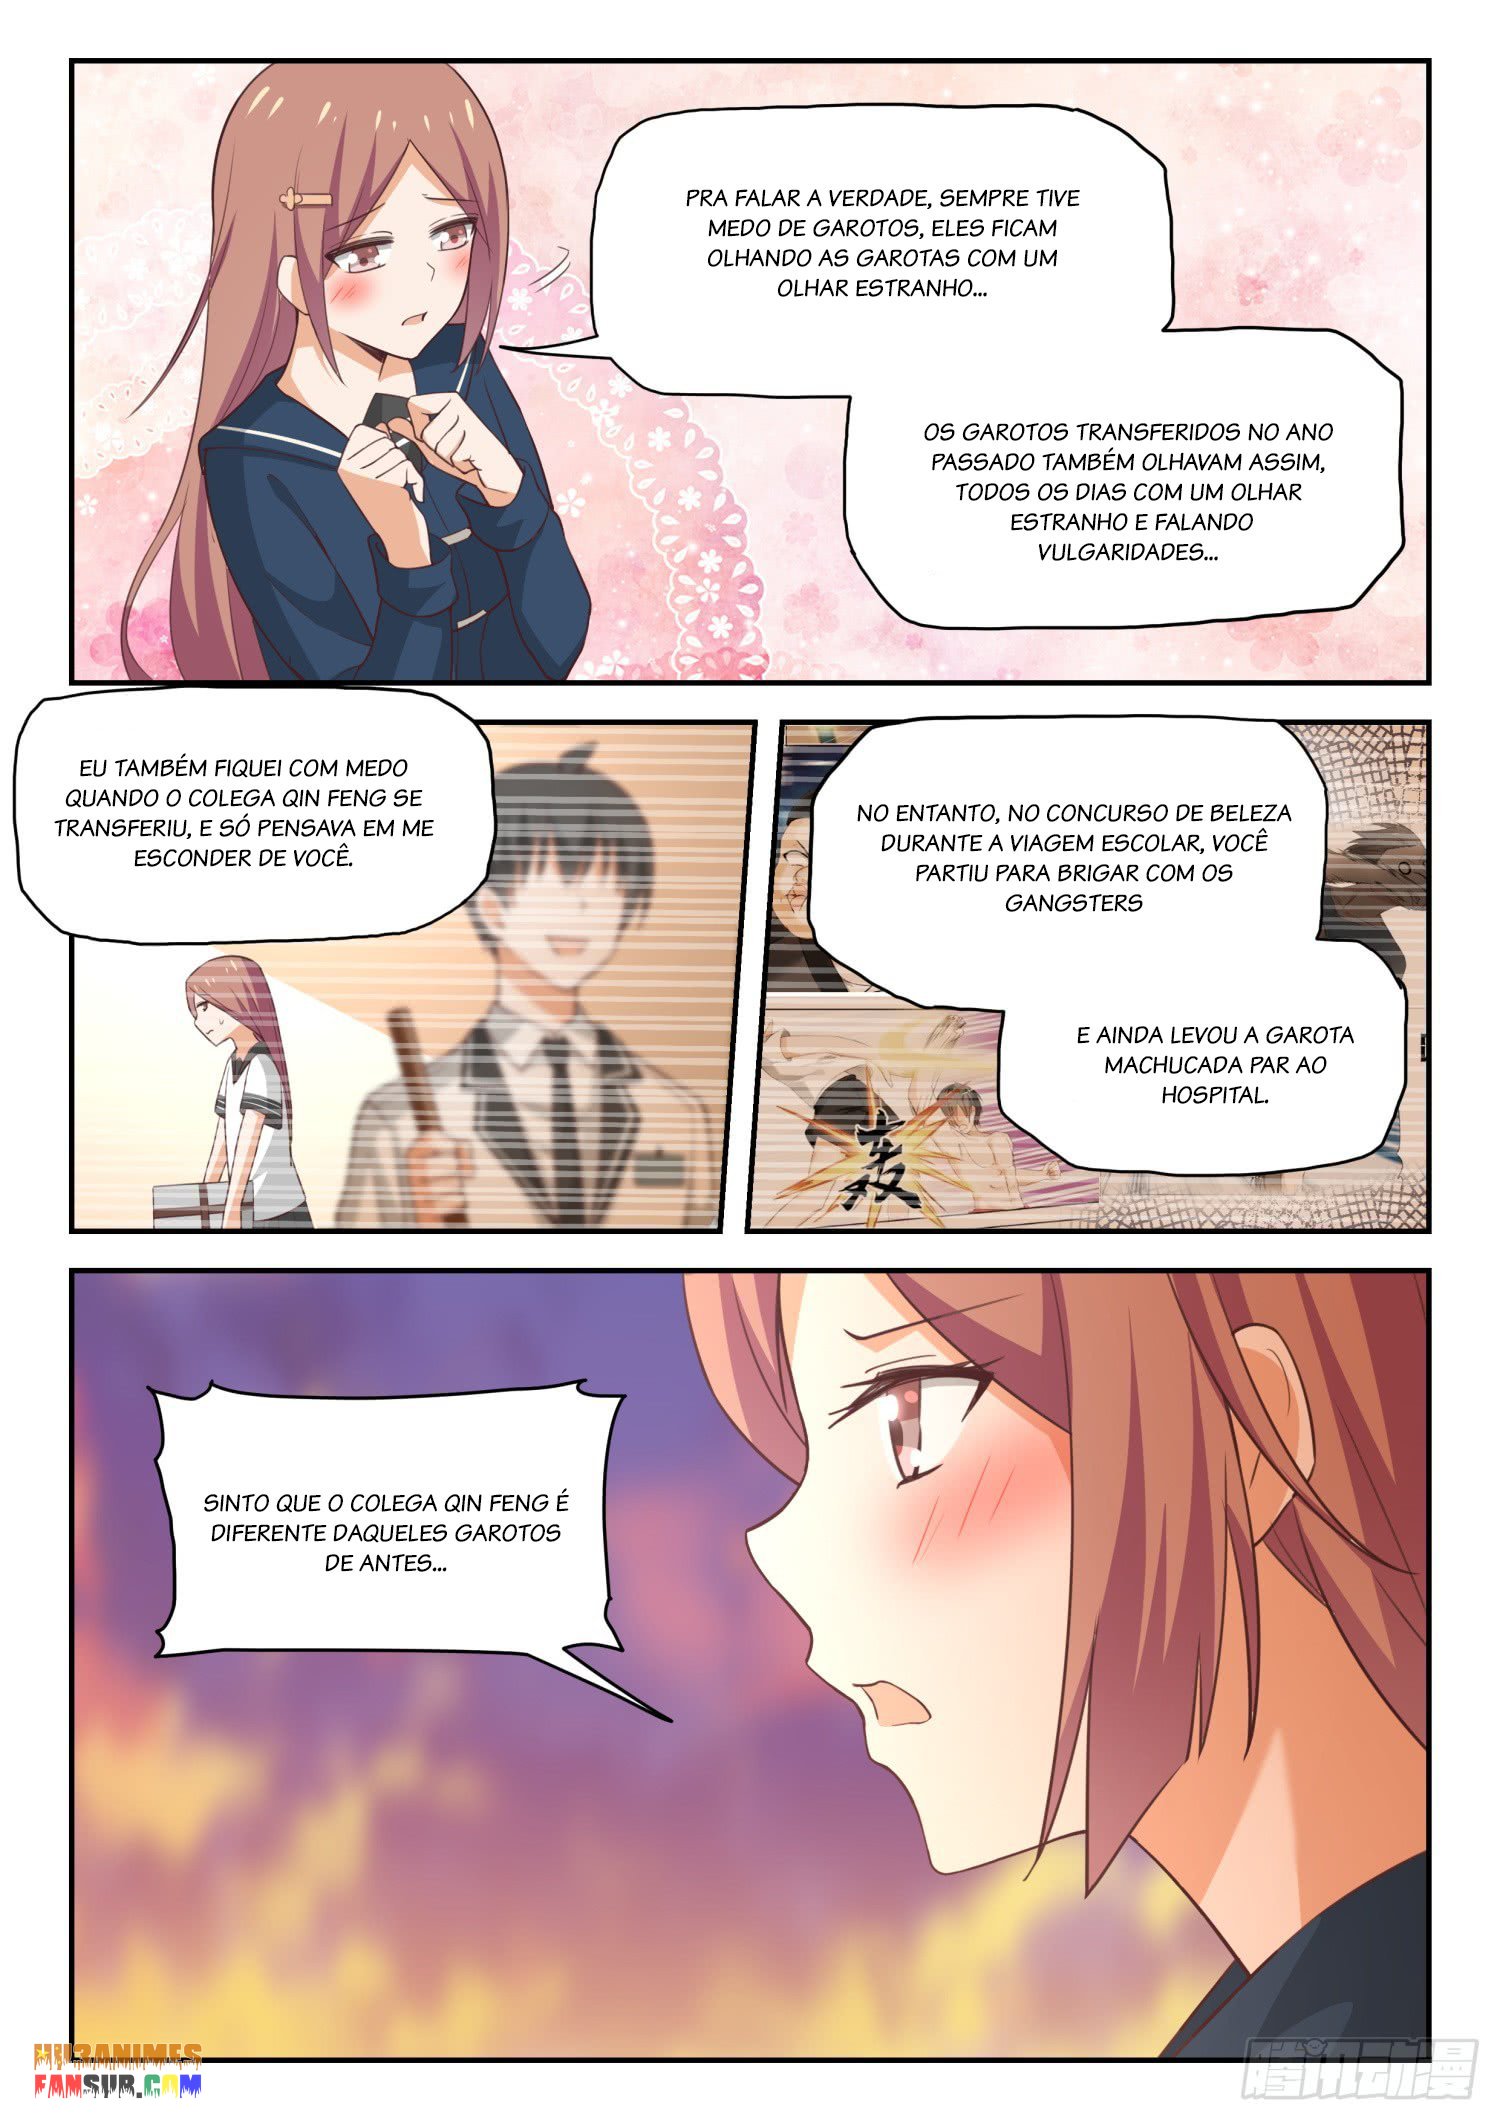 PRA FALAR A VERDADE, SEMPRE TIVE
MEDO DE GAROTOS, ELES FICAM
OLHANDO AS GAROTAS COM UM
OLHAR ESTRANHO...
OS GAROTOS TRANSFERIDOS NO ANO
PASSADO TAMBÉM OLHAVAM ASSIM,
TODOS OS DIAS COM UM OLHAR
ESTRANHO E FALANDO
VULGARIDADES...
EU TAMBÉM FIQUEI COM MEDO
QUANDO O COLEGA QIN FENG SE
TRANSFERIU, E SÓ PENSAVA EM ME
ESCONDER DE VOCÊ.
NO ENTANTO, NO CONCURSO DE BELEZA
DURANTE A VIAGEM ESCOLAR, VOCÊ
PARTIU PARA BRIGAR COM OS
GANGSTERS
E AINDA LEVOU A GAROTA
MACHUCADA PAR AO
HOSPITAL.
轰
SINTO QUE O COLEGA QIN FENG É
DIFERENTE DAQUELES GAROTOS
DE ANTES...
HU3ANIMES
FANSUB.COM
腾讯动漫